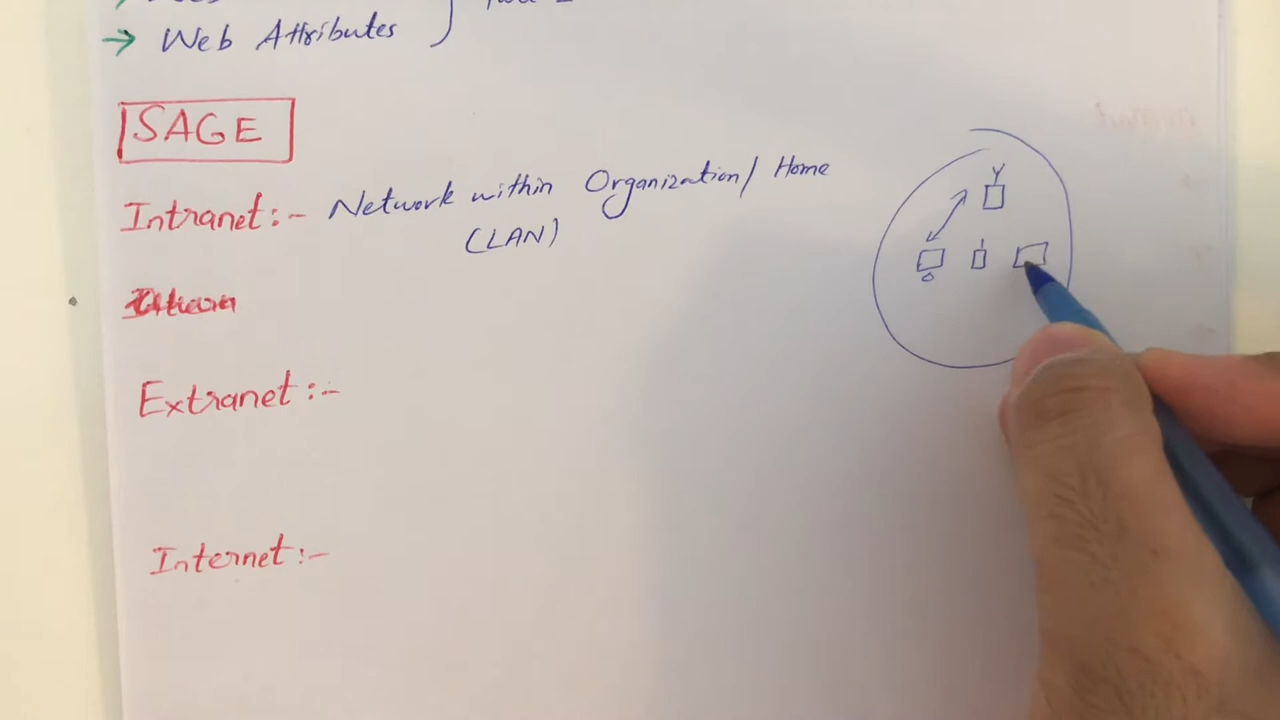 → Web Attributes
SAGE
Intranet:- Network within Organization/ Home
(LAN)
Extranet:-
Internet:-